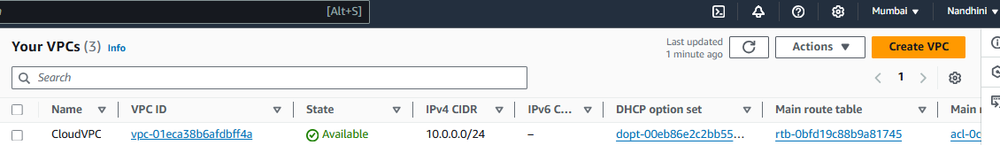 [Alt+S] Mumbai Nandhini
Your VPCs (3) Info
Last updated
1 minute ago
Actions
Create VPC
Search
1
Name VPC ID State IPv4 CIDR IPv6 C... DHCP option set Main route table Main
CloudVPC vpc-01eca38b6afdbff4a Available 10.0.0.0/24 – dopt-00eb86e2c2bb55... rtb-0bfd19c88b9a81745 acl-0c